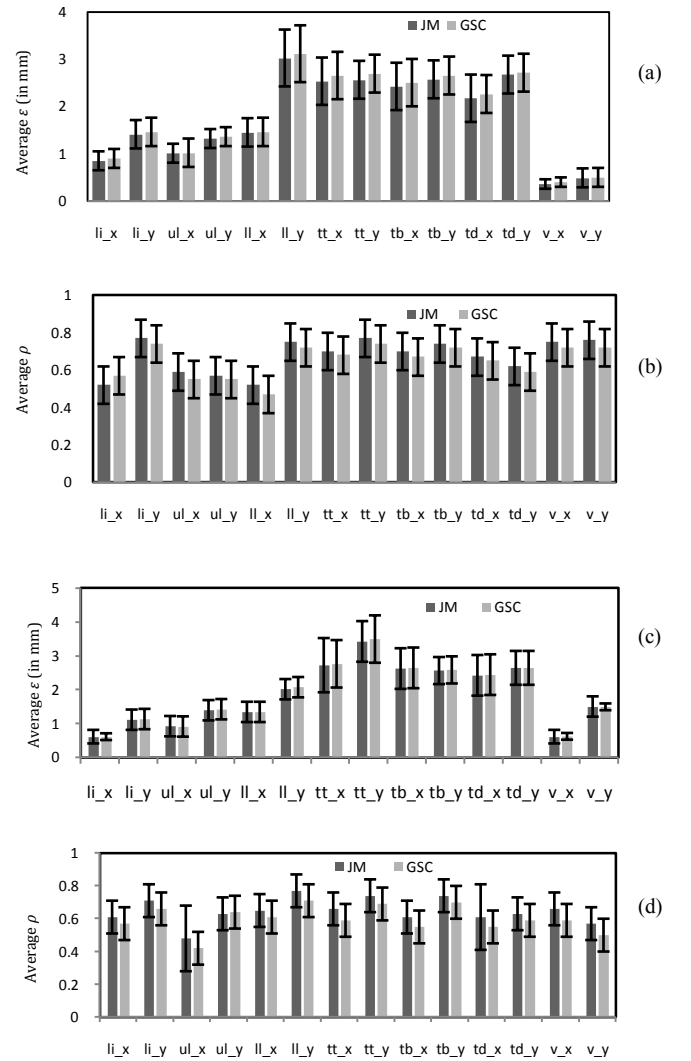 4
3
2
1
0
Average ε (in mm)
JM GSC
(a)
li_x li_y ul_x ul_y ll_x ll_y tt_x tt_y tb_x tb_y td_x td_y v_x v_y
1
0.8
0.6
0.4
0.2
0
Average ρ
JM GSC
(b)
li_x li_y ul_x ul_y ll_x ll_y tt_x tt_y tb_x tb_y td_x td_y v_x v_y
5
4
3
2
1
0
Average ε (in mm)
JM GSC
(c)
li_x li_y ul_x ul_y ll_x ll_y tt_x tt_y tb_x tb_y td_x td_y v_x v_y
1
0.8
0.6
0.4
0.2
0
Average ρ
JM GSC
(d)
li_x li_y ul_x ul_y ll_x ll_y tt_x tt_y tb_x tb_y td_x td_y v_x v_y